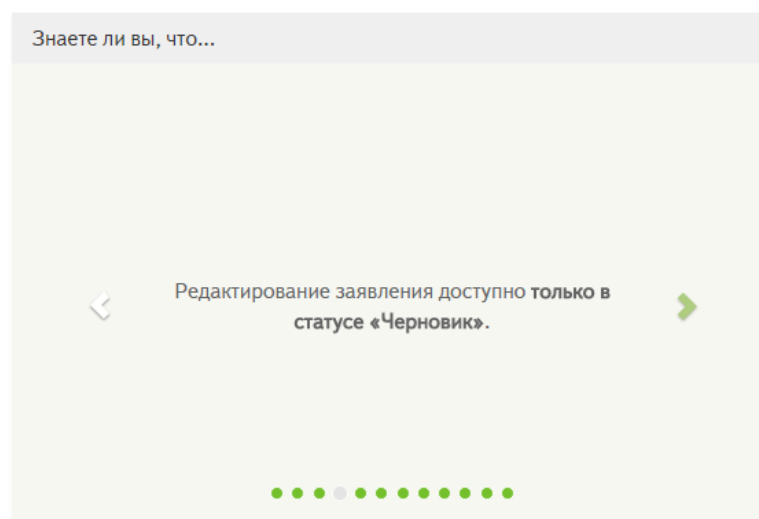 Знаете ли вы, что...
Редактирование заявления доступно только в
статусе «Черновик».